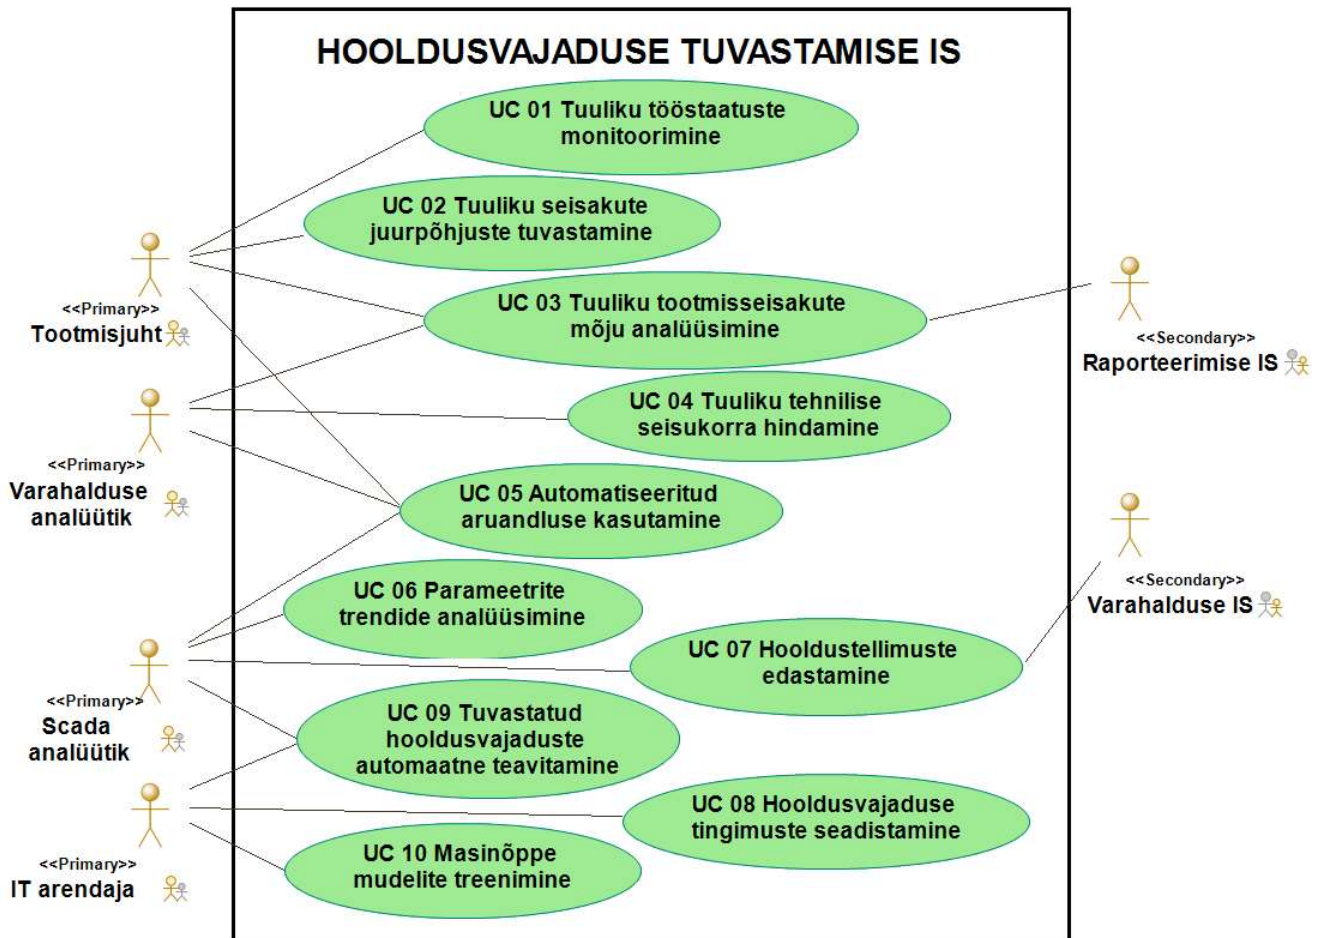 HOOLDUSVAJADUSE TUVASTAMISE IS
UC 01 Tuuliku tööstaatuste
monitoorimine
UC 02 Tuuliku seisakute
juurpõhjuste tuvastamine
<<Primary>>
Tootmisjuht
UC 03 Tuuliku tootmisseisakute
mõju analüüsimine
<<Secondary>>
Raporteerimise IS
UC 04 Tuuliku tehnilise
seisukorra hindamine
<<Primary>>
Varahalduse
analüütik
UC 05 Automatiseeritud
aruandluse kasutamine
<<Secondary>>
Varahalduse IS
UC 06 Parameetrite
trendide analüüsimine
UC 07 Hooldustellimuste
edastamine
<<Primary>>
Scada
analüütik
UC 09 Tuvastatud
hooldusvajaduste
automaatne teavitamine
UC 08 Hooldusvajaduse
tingimuste seadistamine
<<Primary>>
IT arendaja
UC 10 Masinõppe
mudelite treenimine